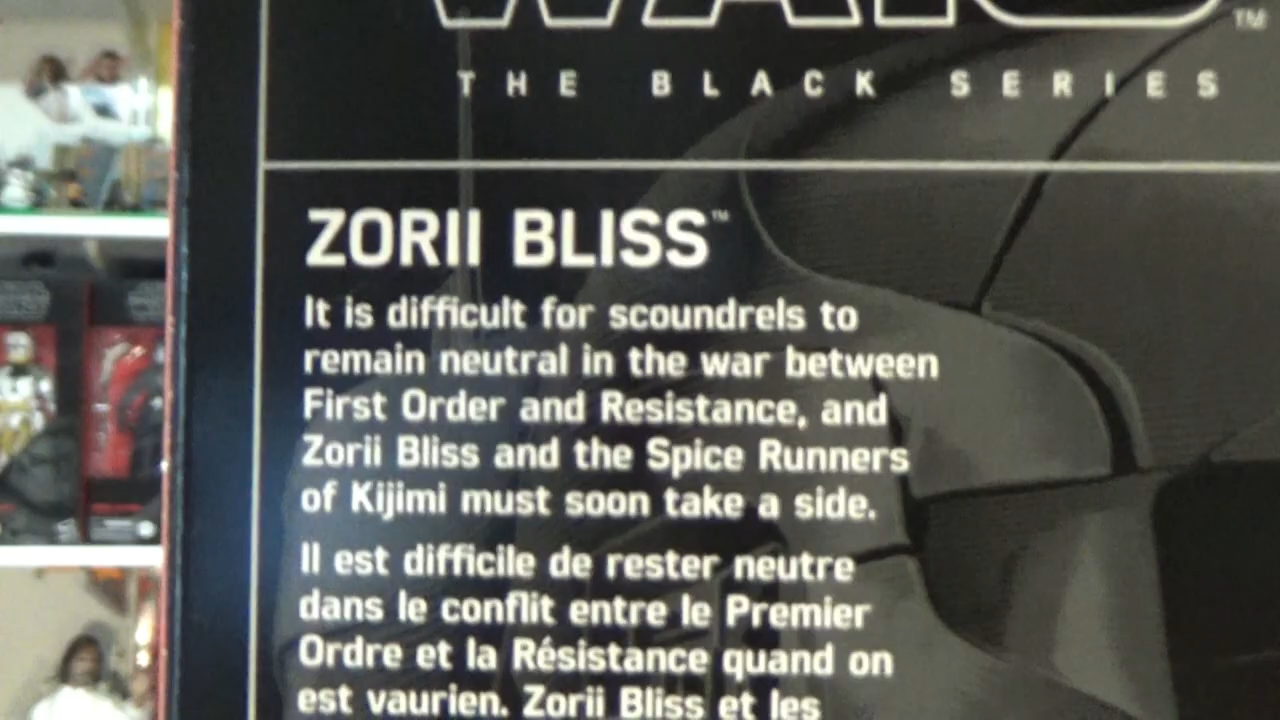 WARS™
THE BLACK SERIES
ZORII BLISS™
It is difficult for scoundrels to
remain neutral in the war between
First Order and Resistance, and
Zorii Bliss and the Spice Runners
of Kijimi must soon take a side.
Il est difficile de rester neutre
dans le conflit entre le Premier
Ordre et la Résistance quand on
est vaurien. Zorii Bliss et les